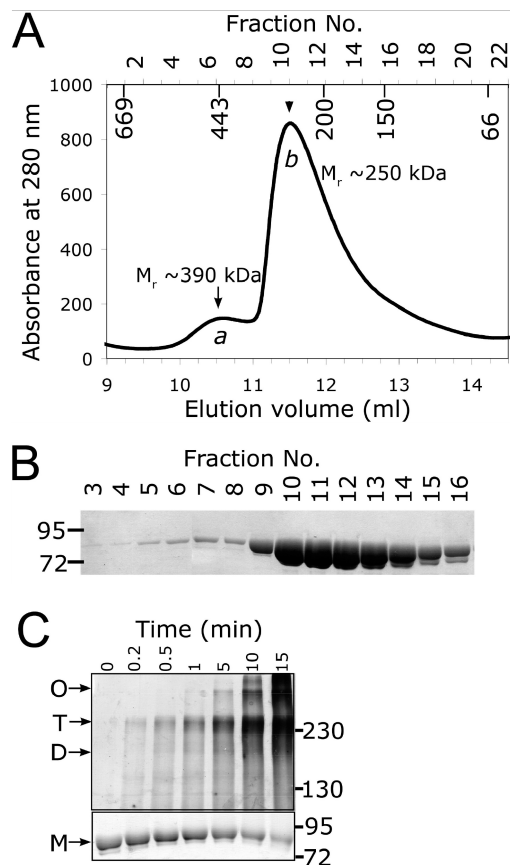 A
Fraction No.
2 4 6 8 10 12 14 16 18 20 22
1000
800
600
400
200
0
Absorbance at 280 nm
669 443 200 150 66
b
Mr ~250 kDa
Mr ~390 kDa
a
9 10 11 12 13 14
Elution volume (ml)
B
Fraction No.
3 4 5 6 7 8 9 10 11 12 13 14 15 16
95
72
C
Time (min)
0 0.2 0.5 1 5 10 15
O
T
230
D
130
95
M
72